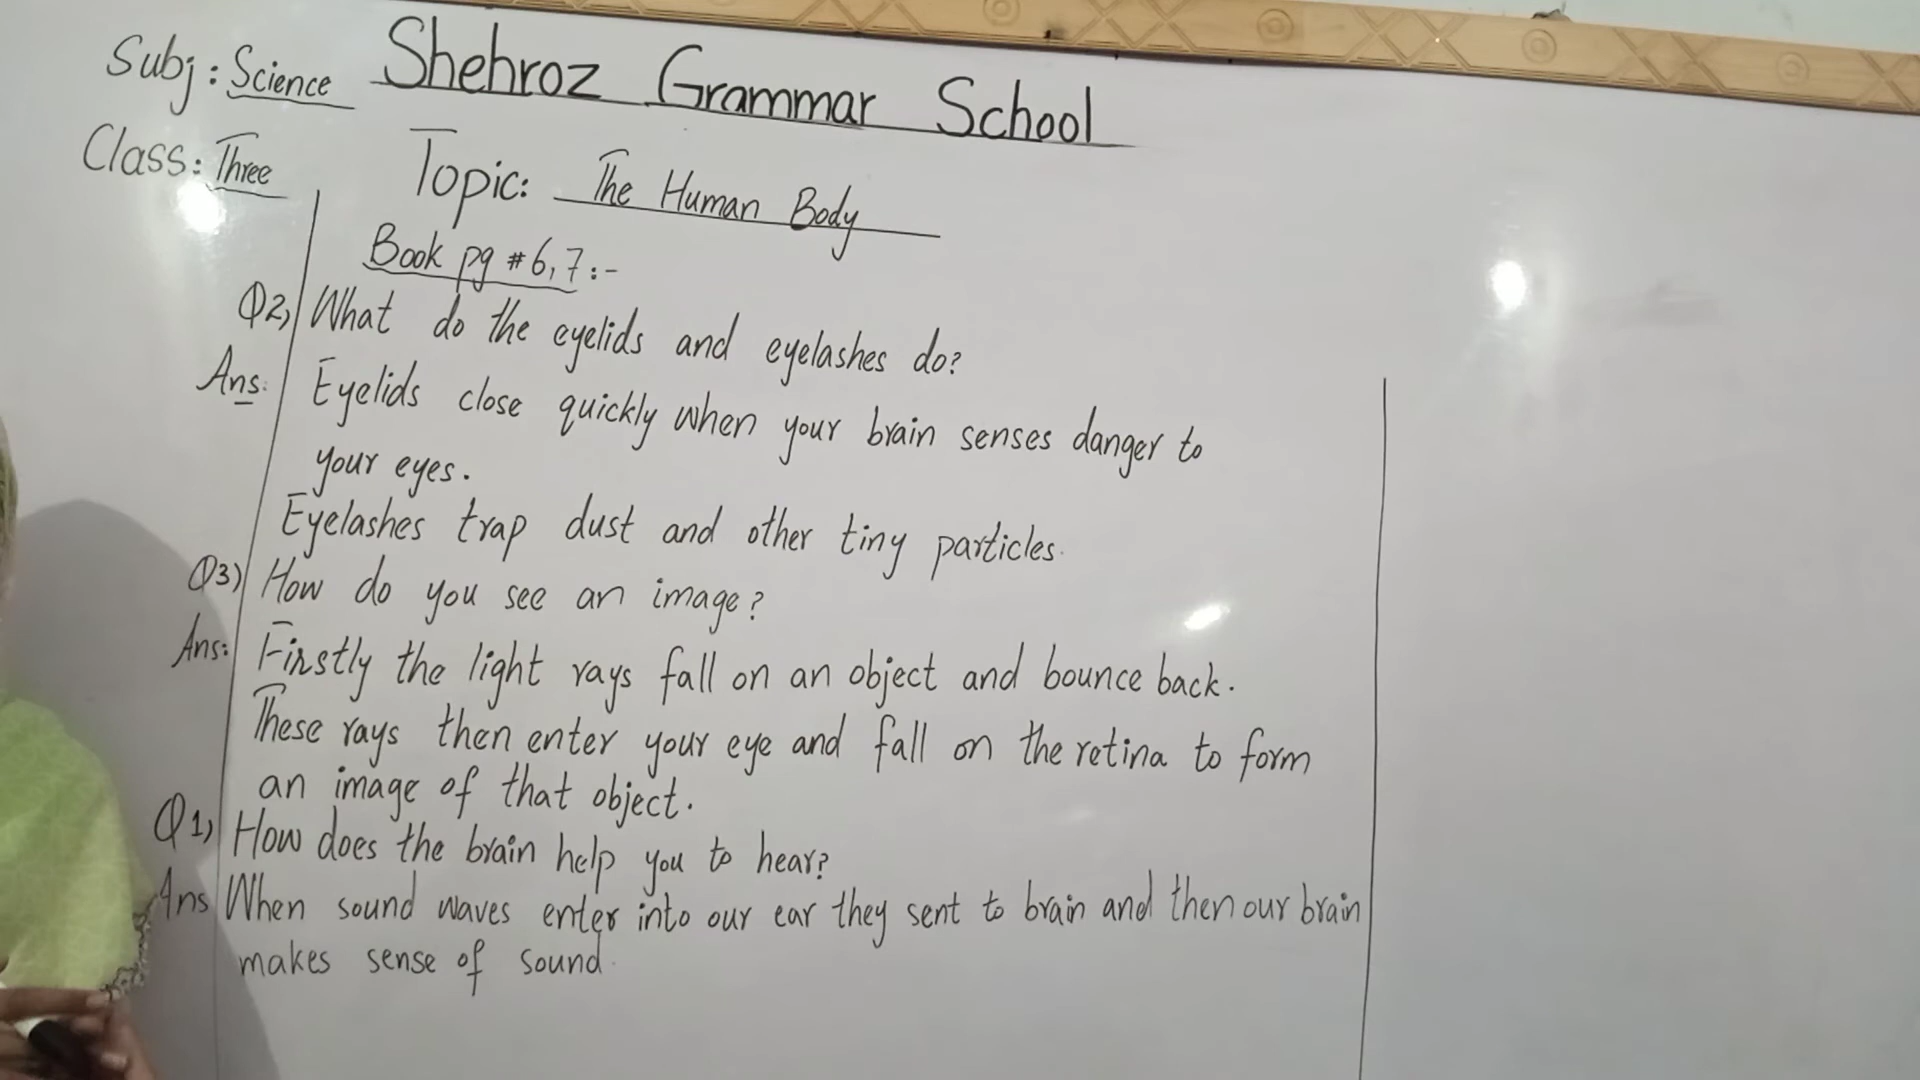 Subj: Science
Shehroz Grammar School
Class: Three
Topic: The Human Body
Book pg #6,7:-
Q2, What do the eyelids and eyelashes do?
Ans: Eyelids close quickly when your brain senses danger to
your eyes.
Eyelashes trap dust and other tiny particles.
Q3) How do you see an image?
Ans: Firstly the light rays fall on an object and bounce back.
These rays then enter your eye and fall on the retina to form
an image of that object.
Q1, How does the brain help you to hear?
Ans When sound waves enter into our ear they sent to brain and then our brain
makes sense of sound.